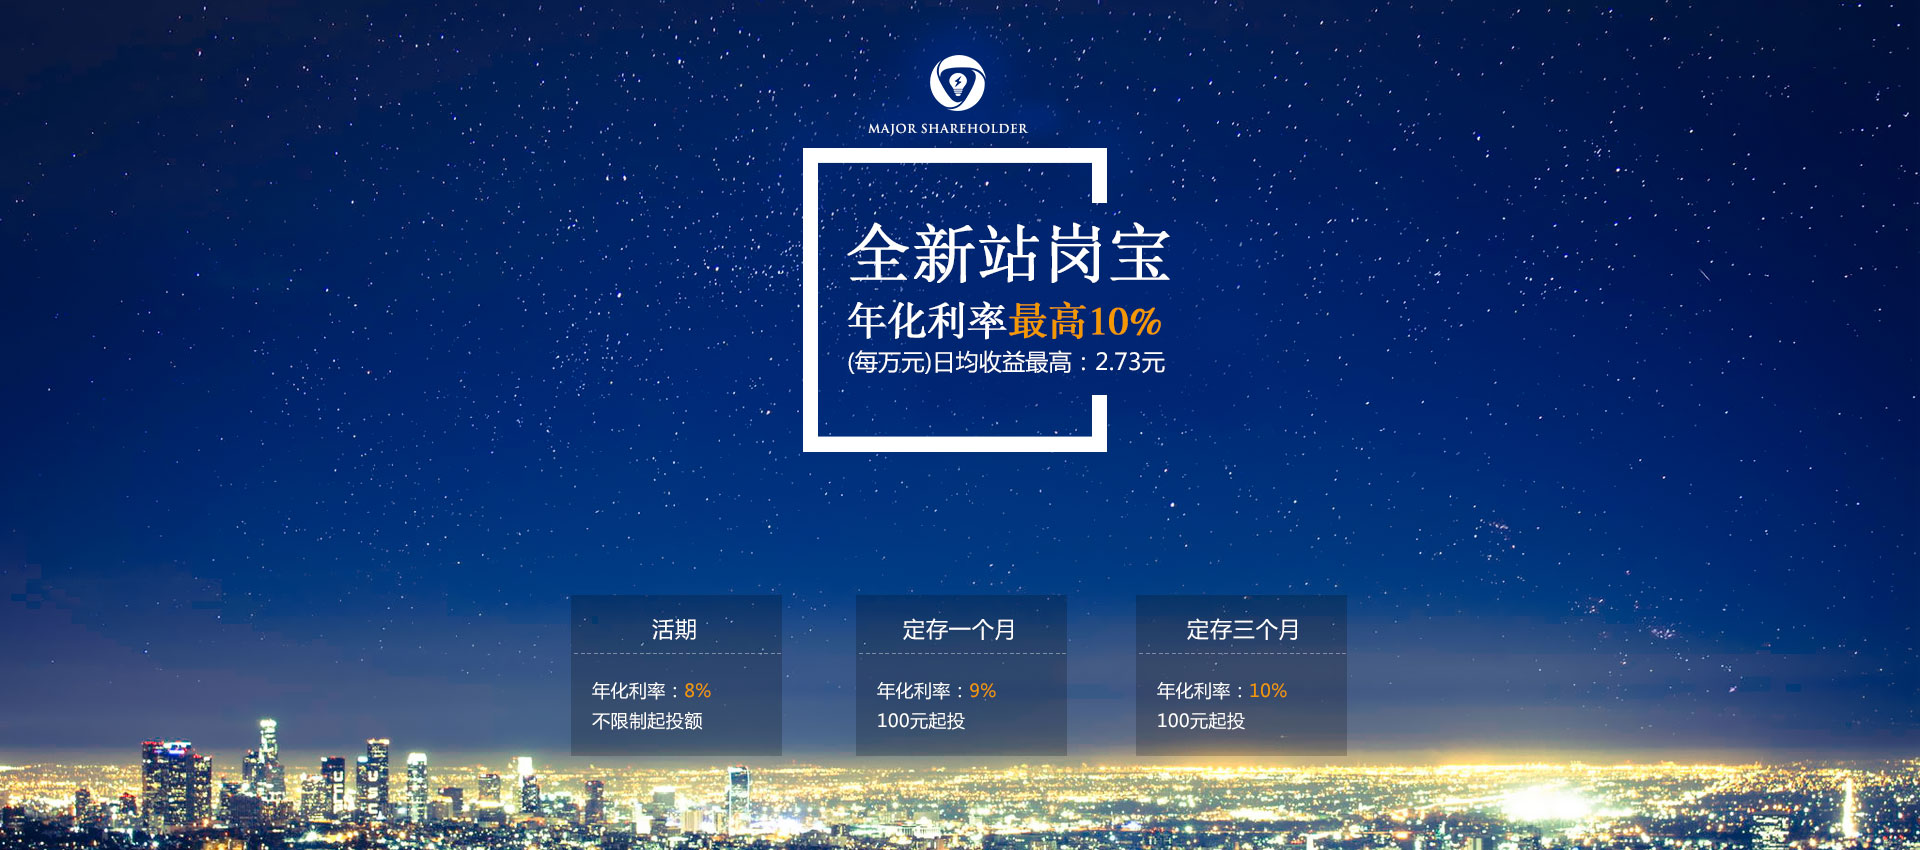 MAJOR SHAREHOLDER
全新站岗宝
年化利率最高10%
(每万元)日均收益最高：2.73元
活期
年化利率：8%
不限制起投额
定存一个月
年化利率：9%
100元起投
定存三个月
年化利率：10%
100元起投